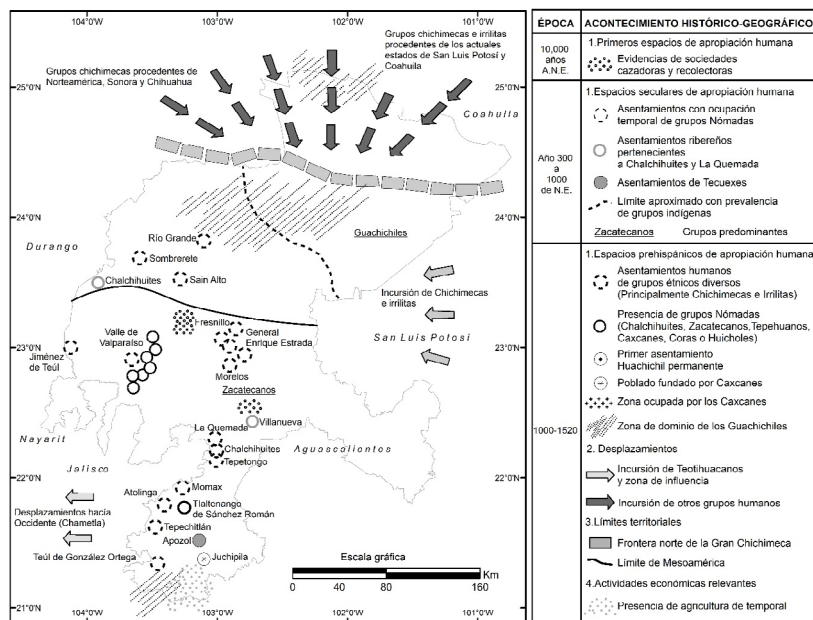 104°O
103°O
102°O
101°O
Grupos chichimecas e irrilitas
procedentes de los actuales
estados de San Luis Potosí y
Coahuila
Grupos chichimecas procedentes de
Norteamérica, Sonora y Chihuahua
25°0'N
25°0'N
Coahuila
24°0'N
24°0'N
Guachichiles
Río Grande
Durango
Sombrerete
Chalchihuites
Sain Alto
Incursión de Chichimecas
e irrilitas
Fresnillo
Valle de
Valparaíso
General
Enrique Estrada
San Luis Potosí
23°0'N
23°0'N
Jiménez
de Teúl
Morelos
Zacatecanos
Villanueva
La Quemada
Nayarit
Chalchihuites
Aguascalientes
Tepetongo
Jalisco
22°0'N
22°0'N
Momax
Atolinga
Tlaltonango
de Sánchez Román
Desplazamientos hacia
Occidente (Chametla)
Tepechitlán
Apozol
Teúl de González Ortega
Juchipila
Escala gráfica
Km
0
40
80
160
21°0'N
21°0'N
104°O
103°O
102°O
101°O
ÉPOCA
ACONTECIMIENTO HISTÓRICO-GEOGRÁFICO
10,000
años
A.N.E.
1.Primeros espacios de apropiación humana
Evidencias de sociedades
cazadoras y recolectoras
Año 300
a
1000
de N.E.
1.Espacios seculares de apropiación humana
Asentamientos con ocupación
temporal de grupos Nómadas
Asentamientos ribereños
pertenecientes
a Chalchihuites y La Quemada
Asentamientos de Tecuexes
Límite aproximado con prevalencia
de grupos indígenas
Zacatecanos
Grupos predominantes
1000-1520
1.Espacios prehispánicos de apropiación humana
Asentamientos humanos
de grupos étnicos diversos
(Principalmente Chichimecas e Irrilitas)
Presencia de grupos Nómadas
(Chalchihuites, Zacatecanos,Tepehuanos,
Caxcanes, Coras o Huicholes)
Primer asentamiento
Huachichil permanente
Poblado fundado por Caxcanes
Zona ocupada por los Caxcanes
Zona de dominio de los Guachichiles
2. Desplazamientos
Incursión de Teotihuacanos
y zona de influencia
Incursión de otros grupos humanos
3.Límites territoriales
Frontera norte de la Gran Chichimeca
Límite de Mesoamérica
4.Actividades económicas relevantes
Presencia de agricultura de temporal